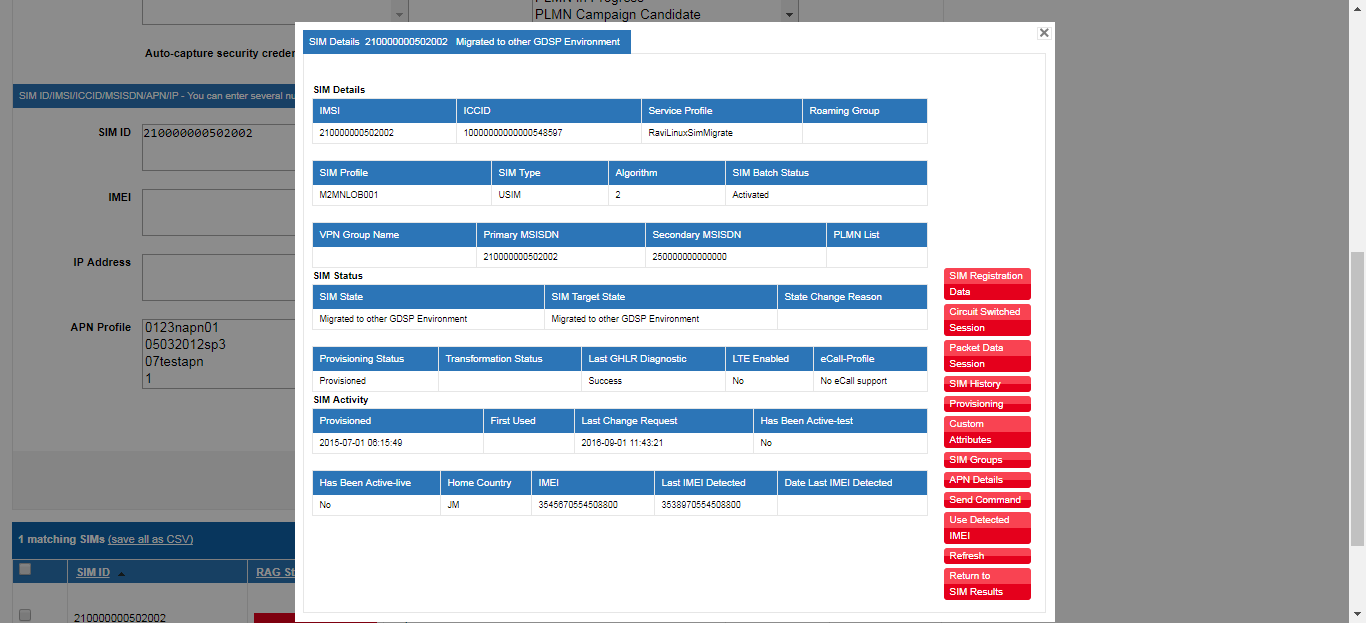 PLMN Campaign Candidate
Auto-capture security creden
SIM ID/IMSI/ICCID/MSISDN/APN/IP - You can enter several nu
SIM ID
210000000502002
IMEI
IP Address
APN Profile
0123napn01
05032012sp3
07testapn
1
1 matching SIMs (save all as CSV)
SIM ID
RAG St
210000000502002
SIM Details 210000000502002 Migrated to other GDSP Environment
SIM Details
IMSI ICCID Service Profile Roaming Group
210000000502002 10000000000000548597 RaviLinuxSimMigrate
SIM Profile SIM Type Algorithm SIM Batch Status
M2MNLOB001 USIM 2 Activated
VPN Group Name Primary MSISDN Secondary MSISDN PLMN List
210000000502002 250000000000000
SIM Status
SIM State SIM Target State State Change Reason
Migrated to other GDSP Environment Migrated to other GDSP Environment
Provisioning Status Transformation Status Last GHLR Diagnostic LTE Enabled eCall-Profile
Provisioned Success No No eCall support
SIM Activity
Provisioned First Used Last Change Request Has Been Active-test
2015-07-01 06:15:49 2016-09-01 11:43:21 No
Has Been Active-live Home Country IMEI Last IMEI Detected Date Last IMEI Detected
No JM 3545670554508800 3538970554508800
SIM Registration
Data
Circuit Switched
Session
Packet Data
Session
SIM History
Provisioning
Custom
Attributes
SIM Groups
APN Details
Send Command
Use Detected
IMEI
Refresh
Return to
SIM Results